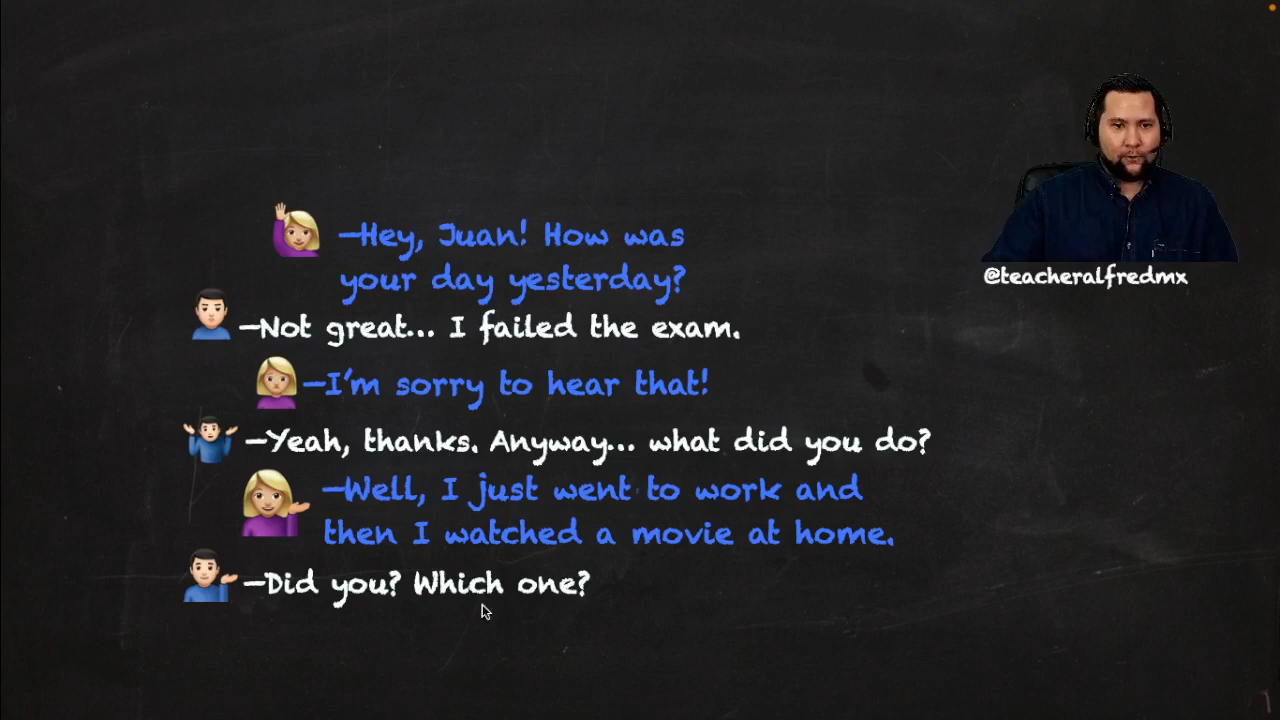 —Hey, Juan! How was
your day yesterday?
—Not great... I failed the exam.
—I'm sorry to hear that!
—Yeah, thanks. Anyway... what did you do?
—Well, I just went to work and
then I watched a movie at home.
—Did you? Which one?
@teacheralfredmx